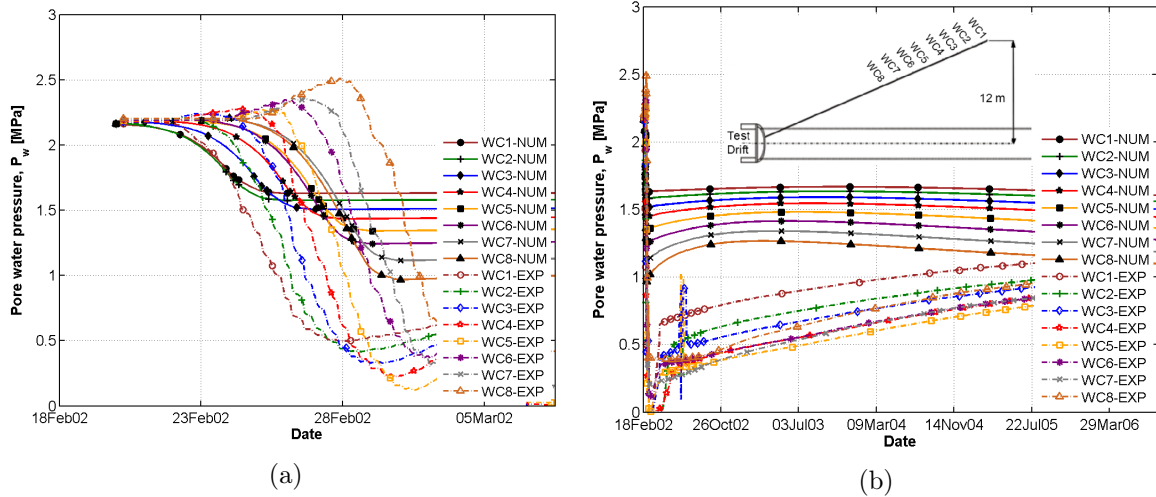 3
2.5
2
1.5
1
0.5
0
Pore water pressure, P_w [MPa]
18Feb02 23Feb02 28Feb02 05Mar02
Date
WC1-NUM
WC2-NUM
WC3-NUM
WC4-NUM
WC5-NUM
WC6-NUM
WC7-NUM
WC8-NUM
WC1-EXP
WC2-EXP
WC3-EXP
WC4-EXP
WC5-EXP
WC6-EXP
WC7-EXP
WC8-EXP
(a)
3
2.5
2
1.5
1
0.5
0
Pore water pressure, P_w [MPa]
18Feb02 26Oct02 03Jul03 09Mar04 14Nov04 22Jul05 29Mar06
Date
WC1
WC2
WC3
WC4
WC5
WC6
WC7
WC8
12 m
Test
Drift
WC1-NUM
WC2-NUM
WC3-NUM
WC4-NUM
WC5-NUM
WC6-NUM
WC7-NUM
WC8-NUM
WC1-EXP
WC2-EXP
WC3-EXP
WC4-EXP
WC5-EXP
WC6-EXP
WC7-EXP
WC8-EXP
(b)